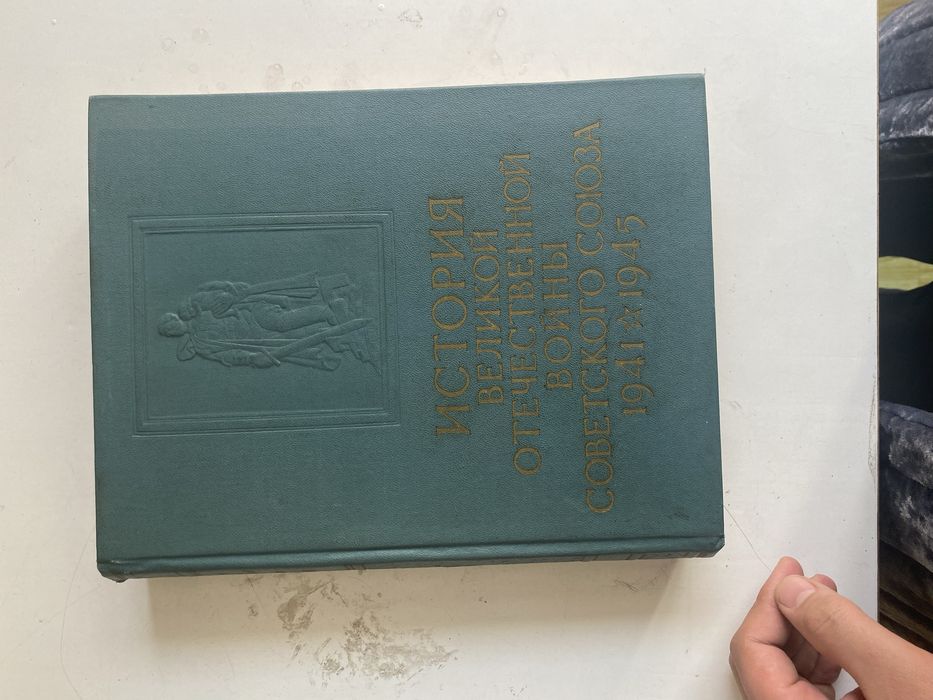 ИСТОРИЯ
ВЕЛИКОЙ
ОТЕЧЕСТВЕННОЙ
ВОЙНЫ
СОВЕТСКОГО СОЮЗА
1941☆1945